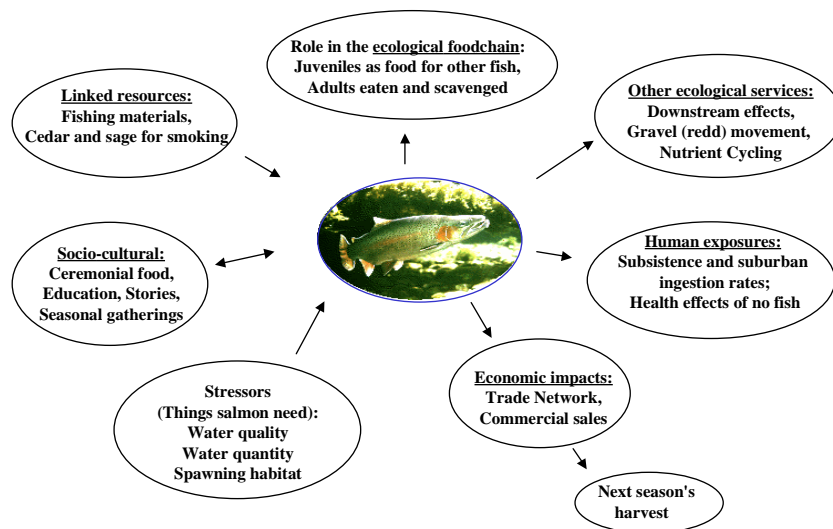 Role in the ecological foodchain:
Juveniles as food for other fish,
Adults eaten and scavenged
Linked resources:
Fishing materials,
Cedar and sage for smoking
Other ecological services:
Downstream effects,
Gravel (redd) movement,
Nutrient Cycling
Socio-cultural:
Ceremonial food,
Education, Stories,
Seasonal gatherings
Human exposures:
Subsistence and suburban
ingestion rates;
Health effects of no fish
Stressors
(Things salmon need):
Water quality
Water quantity
Spawning habitat
Economic impacts:
Trade Network,
Commercial sales
Next season's
harvest